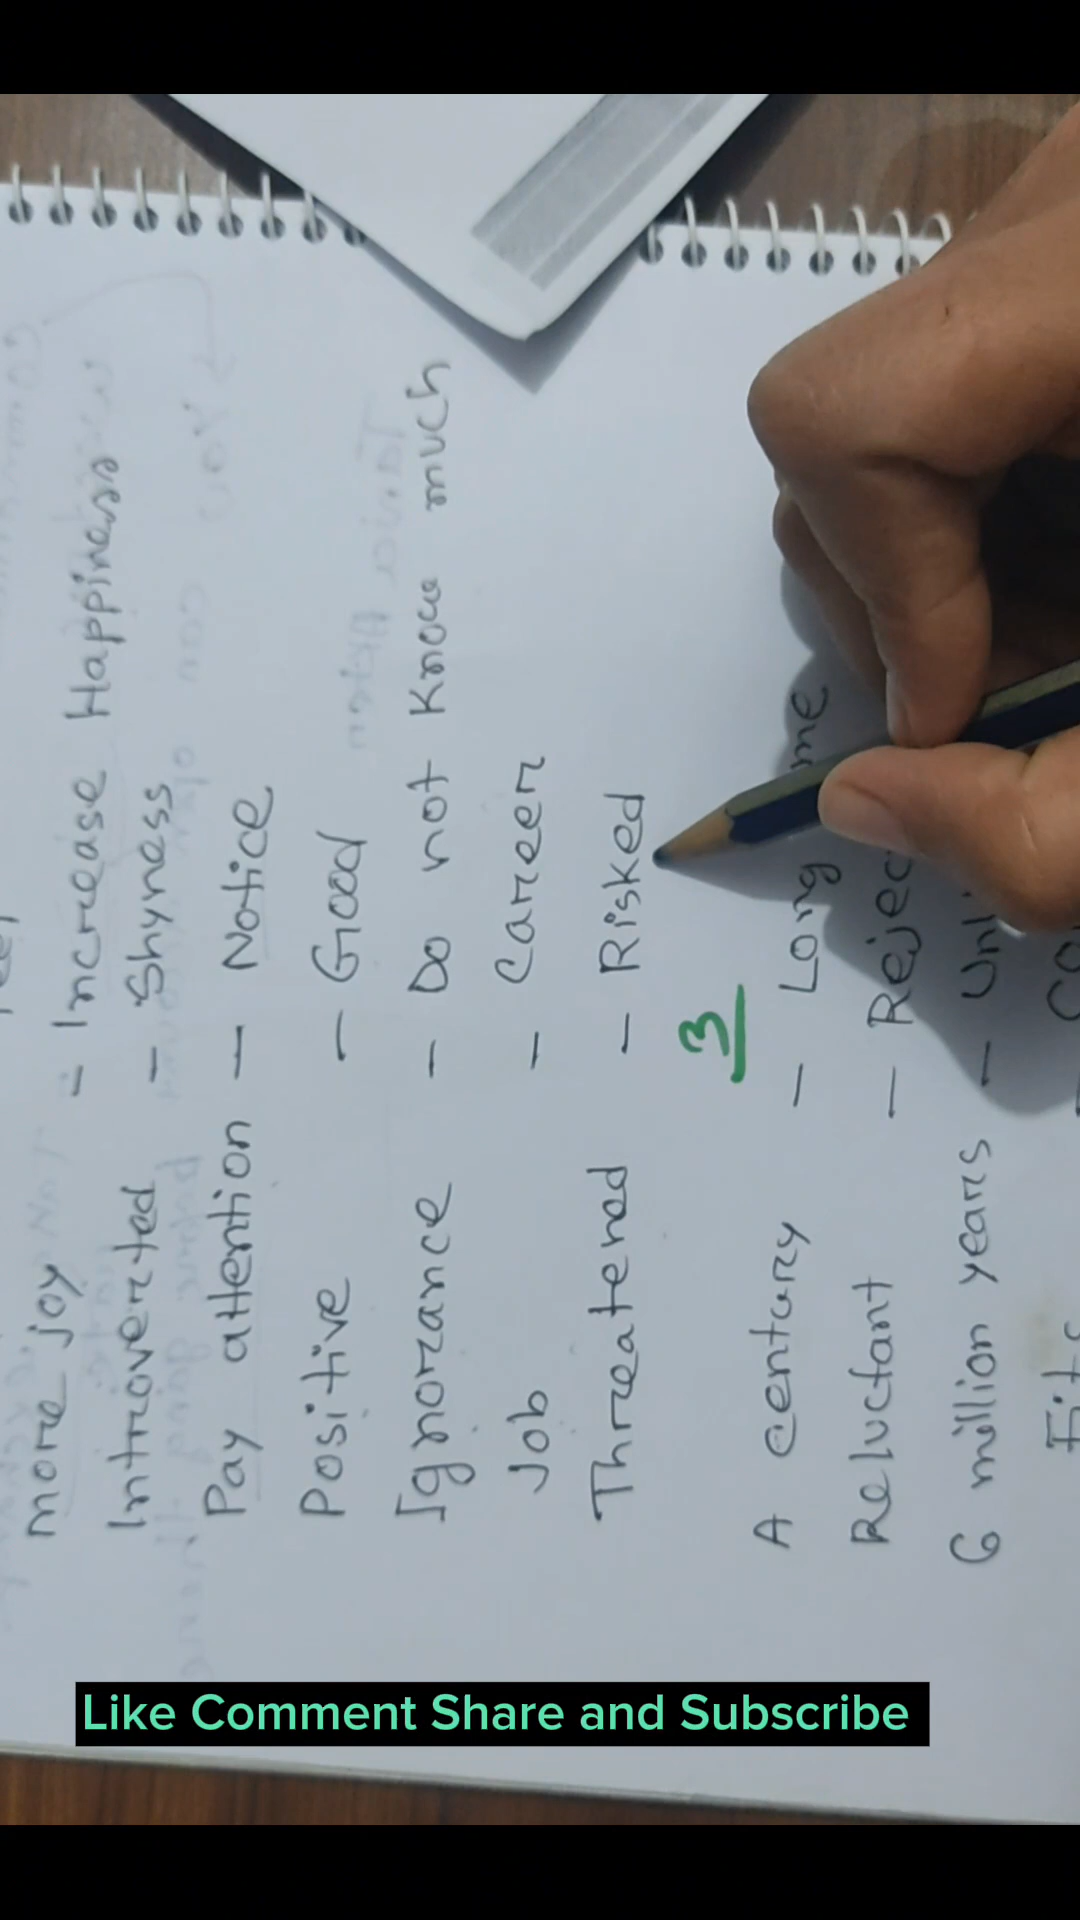 more joy - Increase Happiness
Introverted - Shyness
Pay attention - Notice
Positive - Good
Ignorance - Do not Know much
Job - Career
Threatened - Risked
3
A century - Long
Reluctant -
6 million years -
Like Comment Share and Subscribe